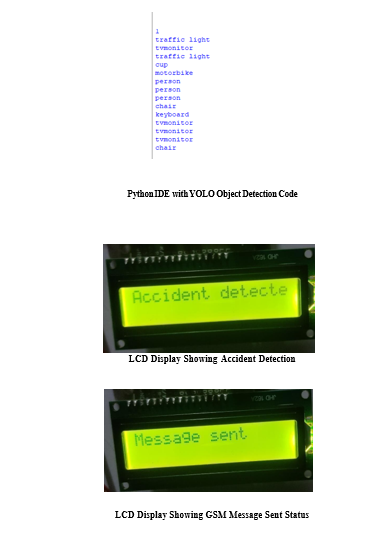 1
traffic light
tvmonitor
traffic light
cup
motorbike
person
person
person
chair
keyboard
tvmonitor
tvmonitor
tvmonitor
chair
Python IDE with YOLO Object Detection Code
Accident detecte
LCD Display Showing Accident Detection
Message sent
LCD Display Showing GSM Message Sent Status